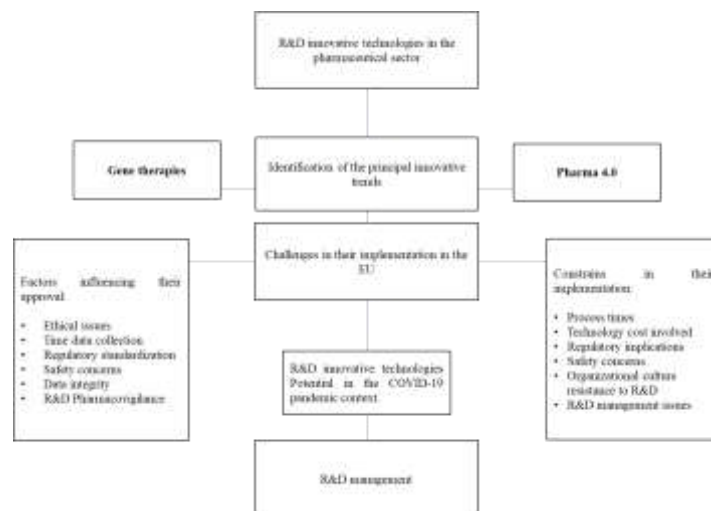 R&D innovative technologies in the
pharmaceutical sector
Gene therapies
Identification of the principal innovative
trends
Pharma 4.0
Challenges in their implementation in the
EU
Factors influencing their
approval:
• Ethical issues
• Time data collection
• Regulatory standardization
• Safety concerns
• Data integrity
• R&D Pharmacovigilance
Constrains in their
implementation:
• Process times
• Technology cost involved
• Regulatory implications
• Safety concerns
• Organizational culture
resistance to R&D
• R&D management issues
R&D innovative technologies
Potential in the COVID-19
pandemic context
R&D management